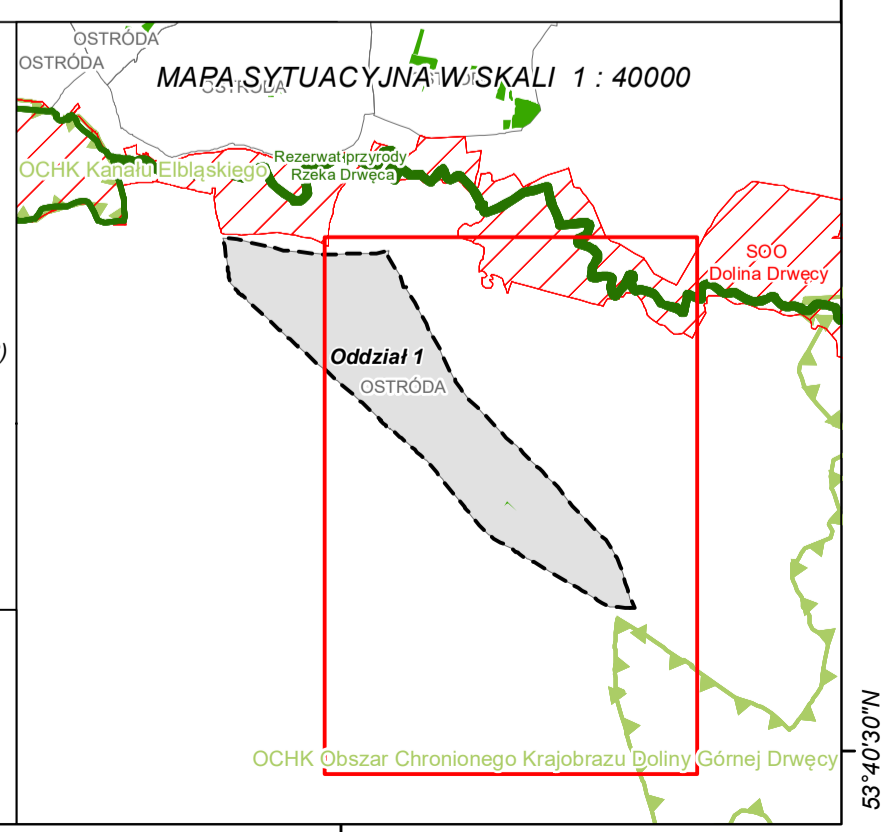 OSTRÓDA
OSTRÓDA
MAPA SYTUACYJNA W SKALI 1 : 40000
OSTRÓDA
OCHK Kanału Elbląskiego
Rezerwat przyrody
Rzeka Drwęca
SOO
Dolina Drwęcy
)
Oddział 1
OSTRÓDA
OCHK Obszar Chronionego Krajobrazu Doliny Górnej Drwęcy
53°40'30"N